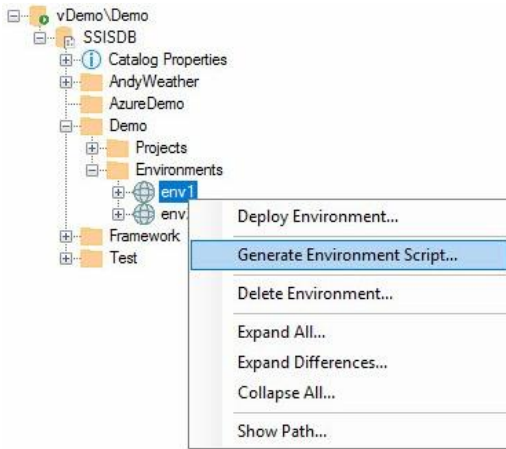 vDemo\Demo
SSISDB
Catalog Properties
AndyWeather
AzureDemo
Demo
Projects
Environments
env1
env.
Framework
Test
Deploy Environment...
Generate Environment Script...
Delete Environment...
Expand All...
Expand Differences...
Collapse All...
Show Path...